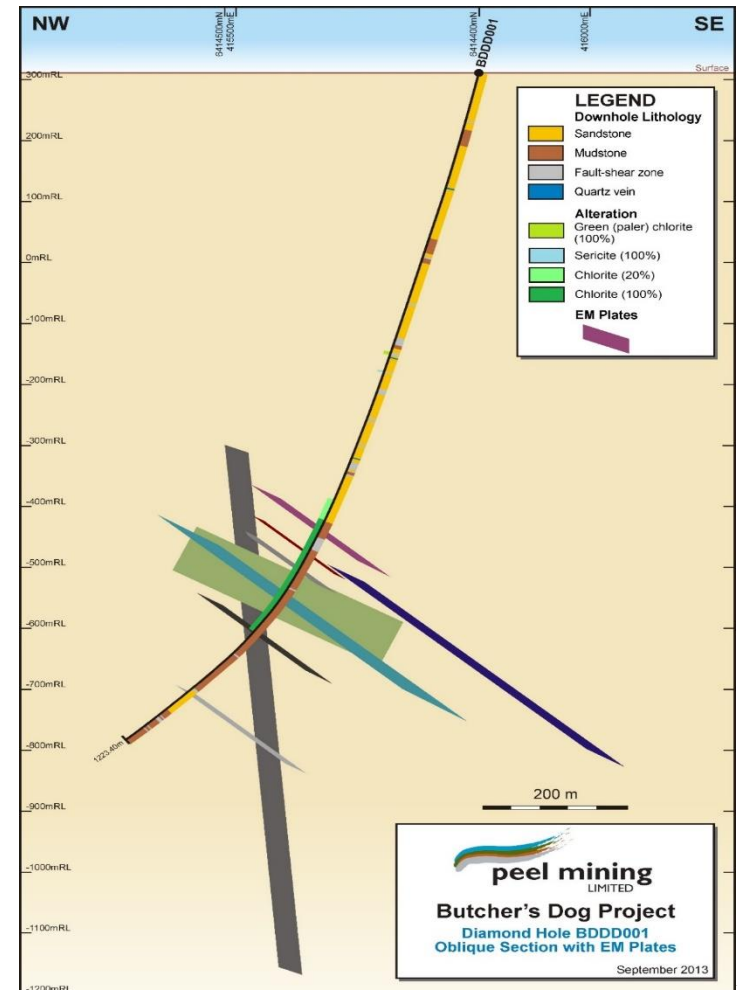 NW
6414500mN
415500mE
6414400mN
BDDD001
416000mE
SE
Surface
300mRL
200mRL
100mRL
0mRL
-100mRL
-200mRL
-300mRL
-400mRL
-500mRL
-600mRL
-700mRL
-800mRL
-900mRL
-1000mRL
-1100mRL
-1200mRL
1223.40m
LEGEND
Downhole Lithology
Sandstone
Mudstone
Fault-shear zone
Quartz vein
Alteration
Green (paler) chlorite
(100%)
Sericite (100%)
Chlorite (20%)
Chlorite (100%)
EM Plates
200 m
peel mining
LIMITED
Butcher's Dog Project
Diamond Hole BDDD001
Oblique Section with EM Plates
September 2013